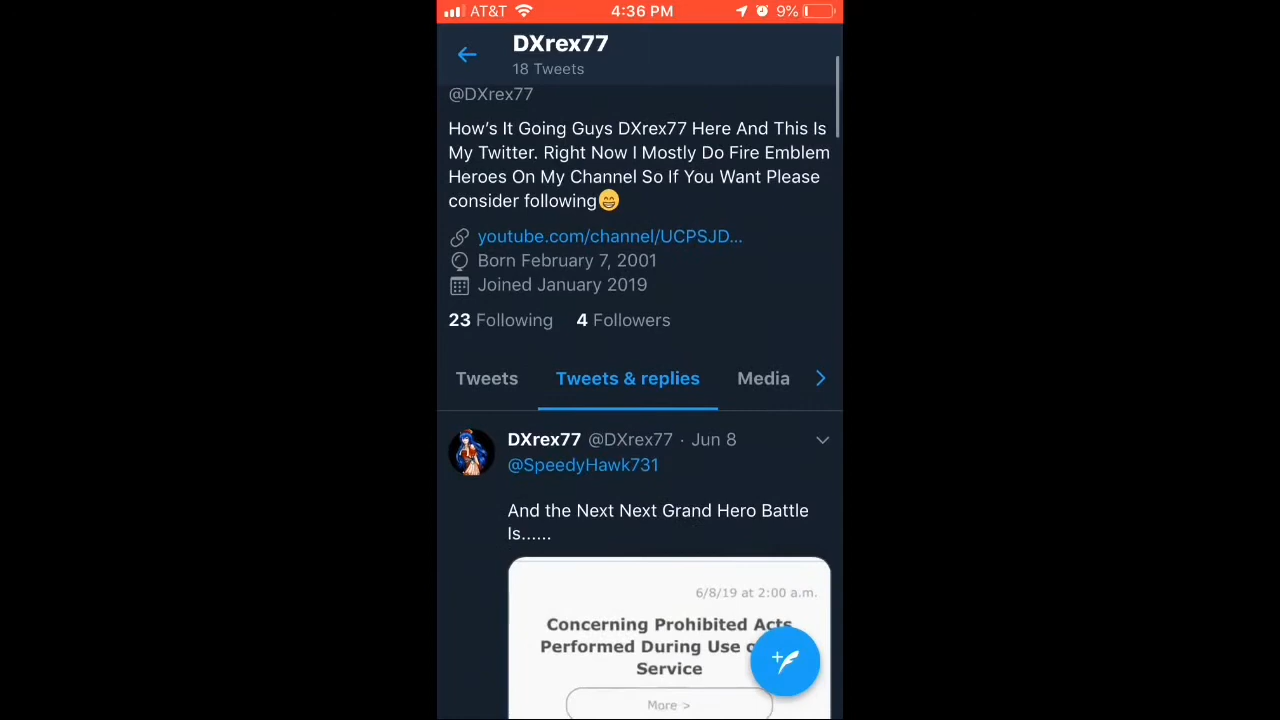 AT&T 4:36 PM 9%
DXrex77
18 Tweets
@DXrex77
How’s It Going Guys DXrex77 Here And This Is
My Twitter. Right Now I Mostly Do Fire Emblem
Heroes On My Channel So If You Want Please
consider following😁
youtube.com/channel/UCPSJD...
Born February 7, 2001
Joined January 2019
23 Following 4 Followers
Tweets Tweets & replies Media
DXrex77 @DXrex77 · Jun 8
@SpeedyHawk731
And the Next Next Grand Hero Battle
Is......
6/8/19 at 2:00 a.m.
Concerning Prohibited Acts
Performed During Use
Service
More >